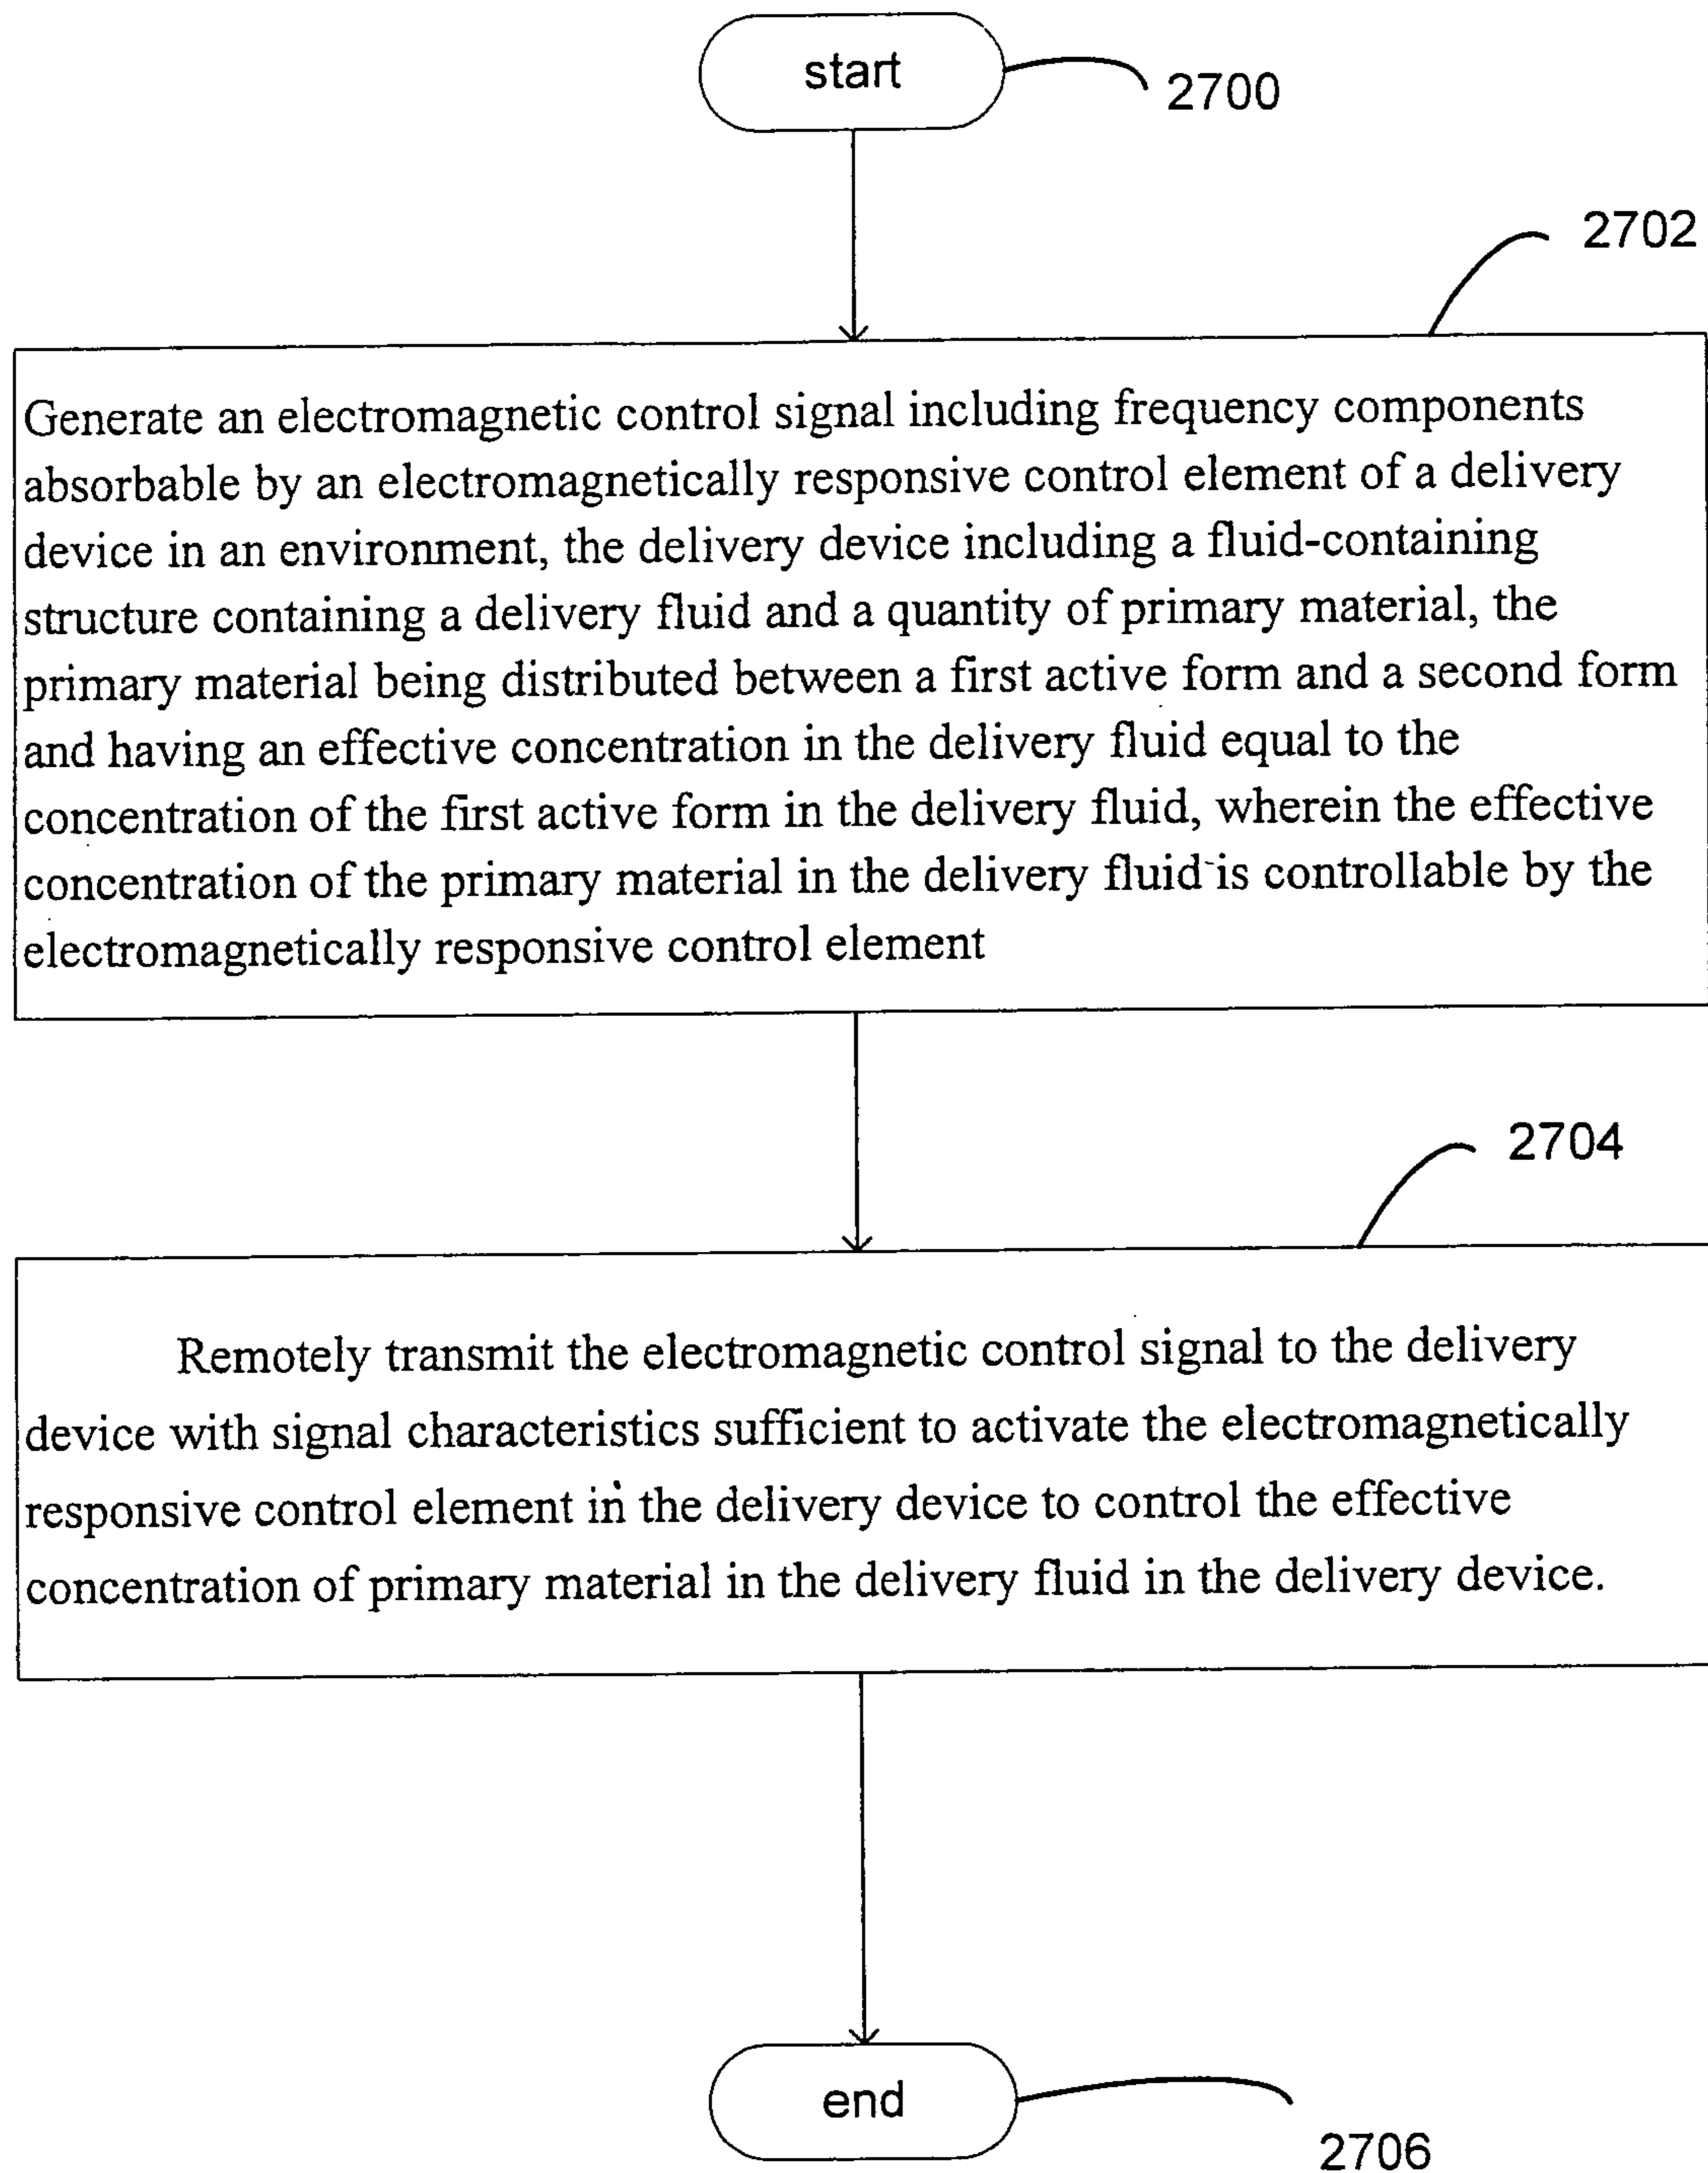 start
2700
2702
Generate an electromagnetic control signal including frequency components
absorbable by an electromagnetically responsive control element of a delivery
device in an environment, the delivery device including a fluid-containing
structure containing a delivery fluid and a quantity of primary material, the
primary material being distributed between a first active form and a second form
and having an effective concentration in the delivery fluid equal to the
concentration of the first active form in the delivery fluid, wherein the effective
concentration of the primary material in the delivery fluid is controllable by the
electromagnetically responsive control element
2704
Remotely transmit the electromagnetic control signal to the delivery
device with signal characteristics sufficient to activate the electromagnetically
responsive control element in the delivery device to control the effective
concentration of primary material in the delivery fluid in the delivery device.
end
2706